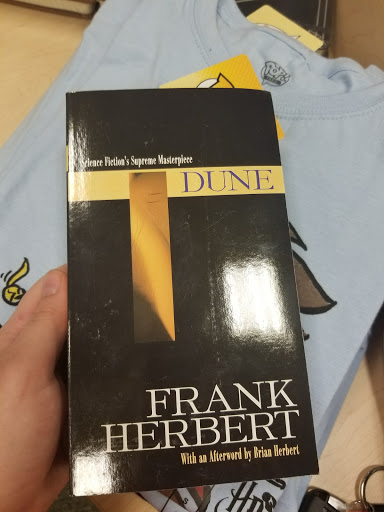 Science Fiction's Supreme Masterpiece
DUNE
FRANK
HERBERT
With an Afterword by Brian Herbert